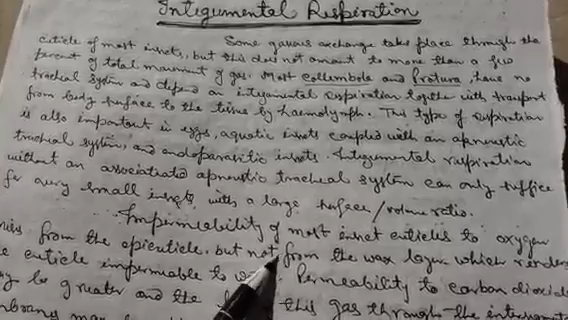 Integumental Respiration
Some gaseous exchange takes place through the
cuticle of most insects, but this does not amount to more than a few
percent of total movement of gas. Most collembola and Protura, have no
tracheal system and depend on integumental respiration together with transport
from body surface to the tissue by haemolymph. This type of respiration
is also important in eggs, aquatic insects coupled with an apneustic
tracheal system, and endoparasitic insects. Integumental respiration
without an associated apneustic tracheal system can only suffice
for very small insects with a large surface/volume ratio.
Impermeability of most insect cuticles to oxygen
from the epicuticle, but not from the wax layer which renders
cuticle impermeable to Permeability to carbon dioxide
be greater and the this gas through the
may